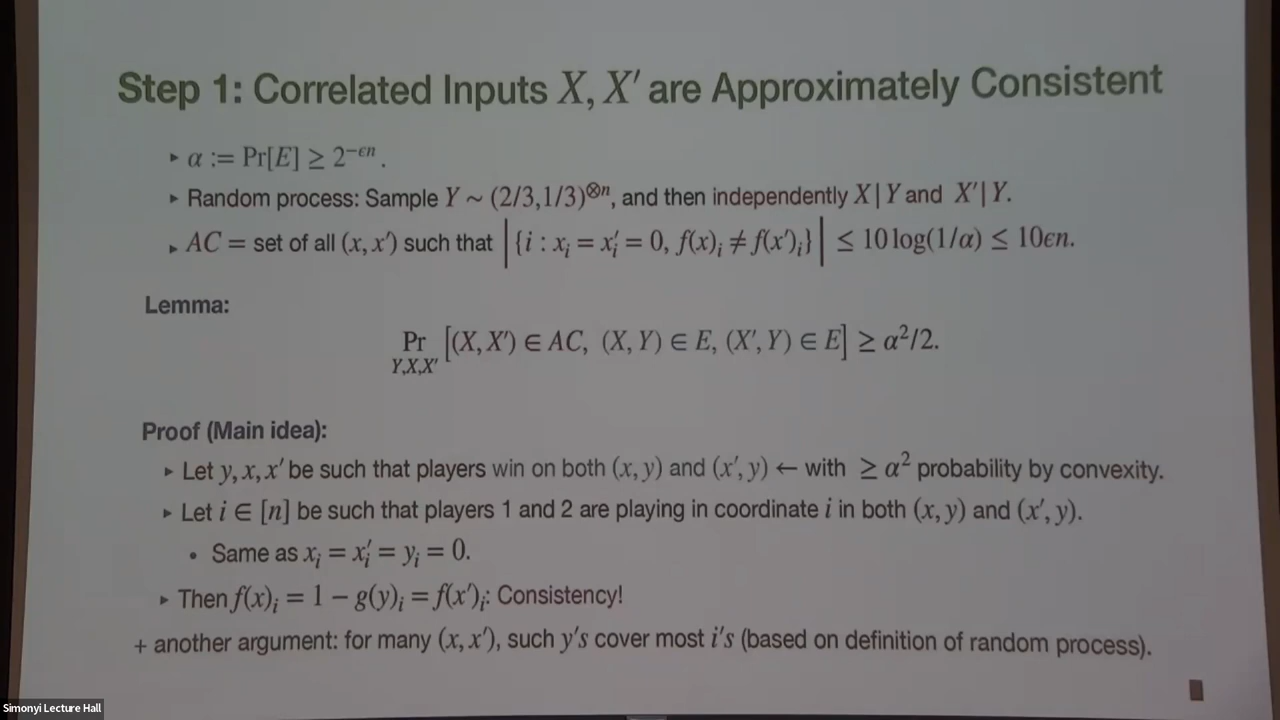 Step 1: Correlated Inputs X, X′ are Approximately Consistent
‣ α := Pr[E] ≥ 2^{−ϵn}.
‣ Random process: Sample Y ∼ (2/3,1/3)^{⊗n}, and then independently X|Y and X′|Y.
‣ AC = set of all (x, x′) such that |{i : x_i = x′_i = 0, f(x)_i ≠ f(x′)_i}| ≤ 10 log(1/α) ≤ 10ϵn.
Lemma:
Pr_{Y,X,X′} [(X, X′) ∈ AC, (X, Y) ∈ E, (X′, Y) ∈ E] ≥ α²/2.
Proof (Main idea):
‣ Let y, x, x′ be such that players win on both (x, y) and (x′, y) ← with ≥ α² probability by convexity.
‣ Let i ∈ [n] be such that players 1 and 2 are playing in coordinate i in both (x, y) and (x′, y).
• Same as x_i = x′_i = y_i = 0.
‣ Then f(x)_i = 1 − g(y)_i = f(x′)_i: Consistency!
+ another argument: for many (x, x′), such y's cover most i's (based on definition of random process).
Simonyi Lecture Hall